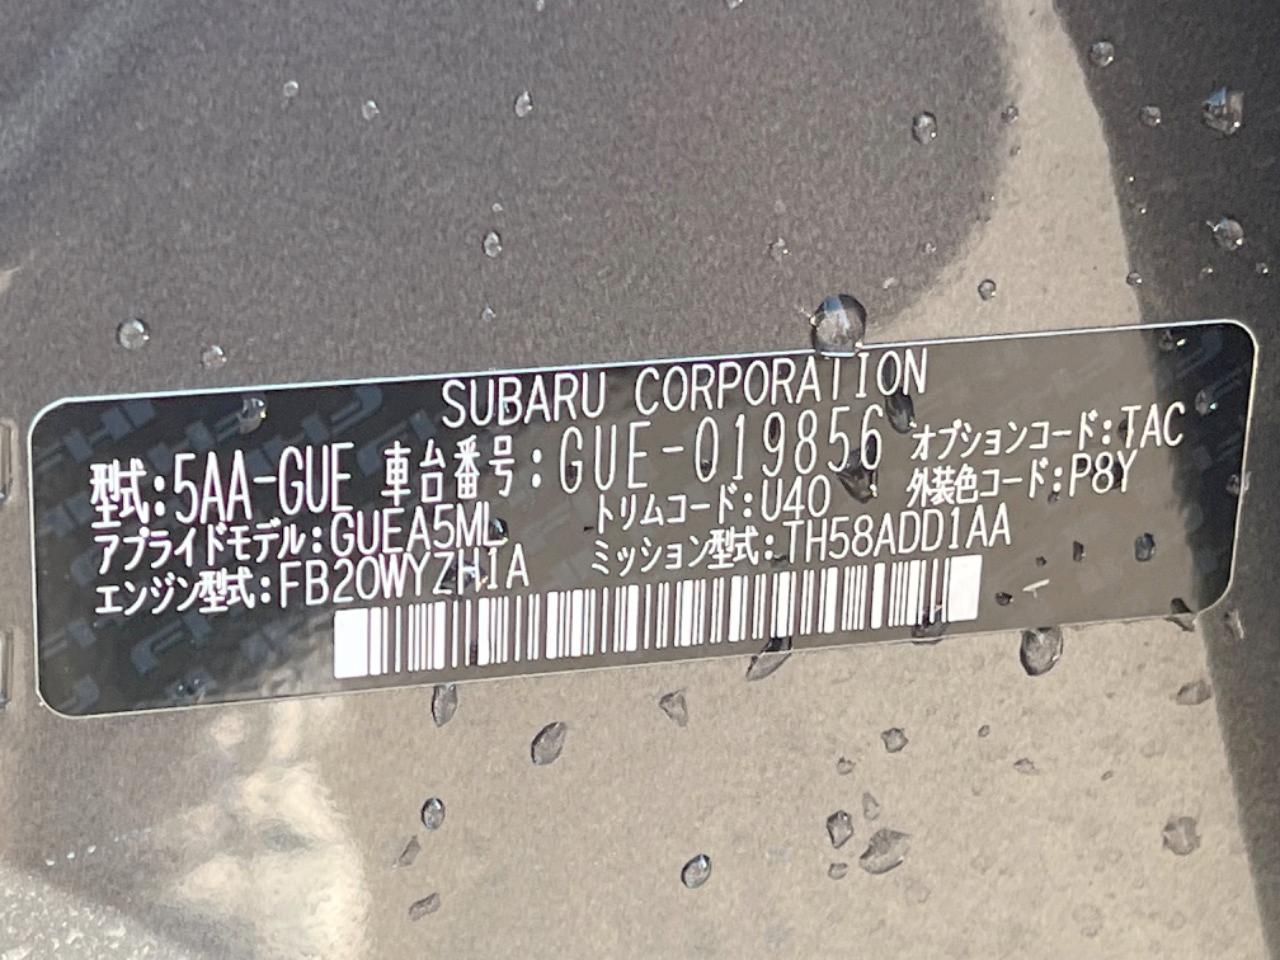 SUBARU CORPORATION
型式:5AA-GUE 車台番号:GUE-019856 オプションコード:TAC
アプライドモデル:GUEA5ML トリムコード:U40 外装色コード:P8Y
エンジン型式:FB20WYZH1A ミッション型式:TH58ADD1AA